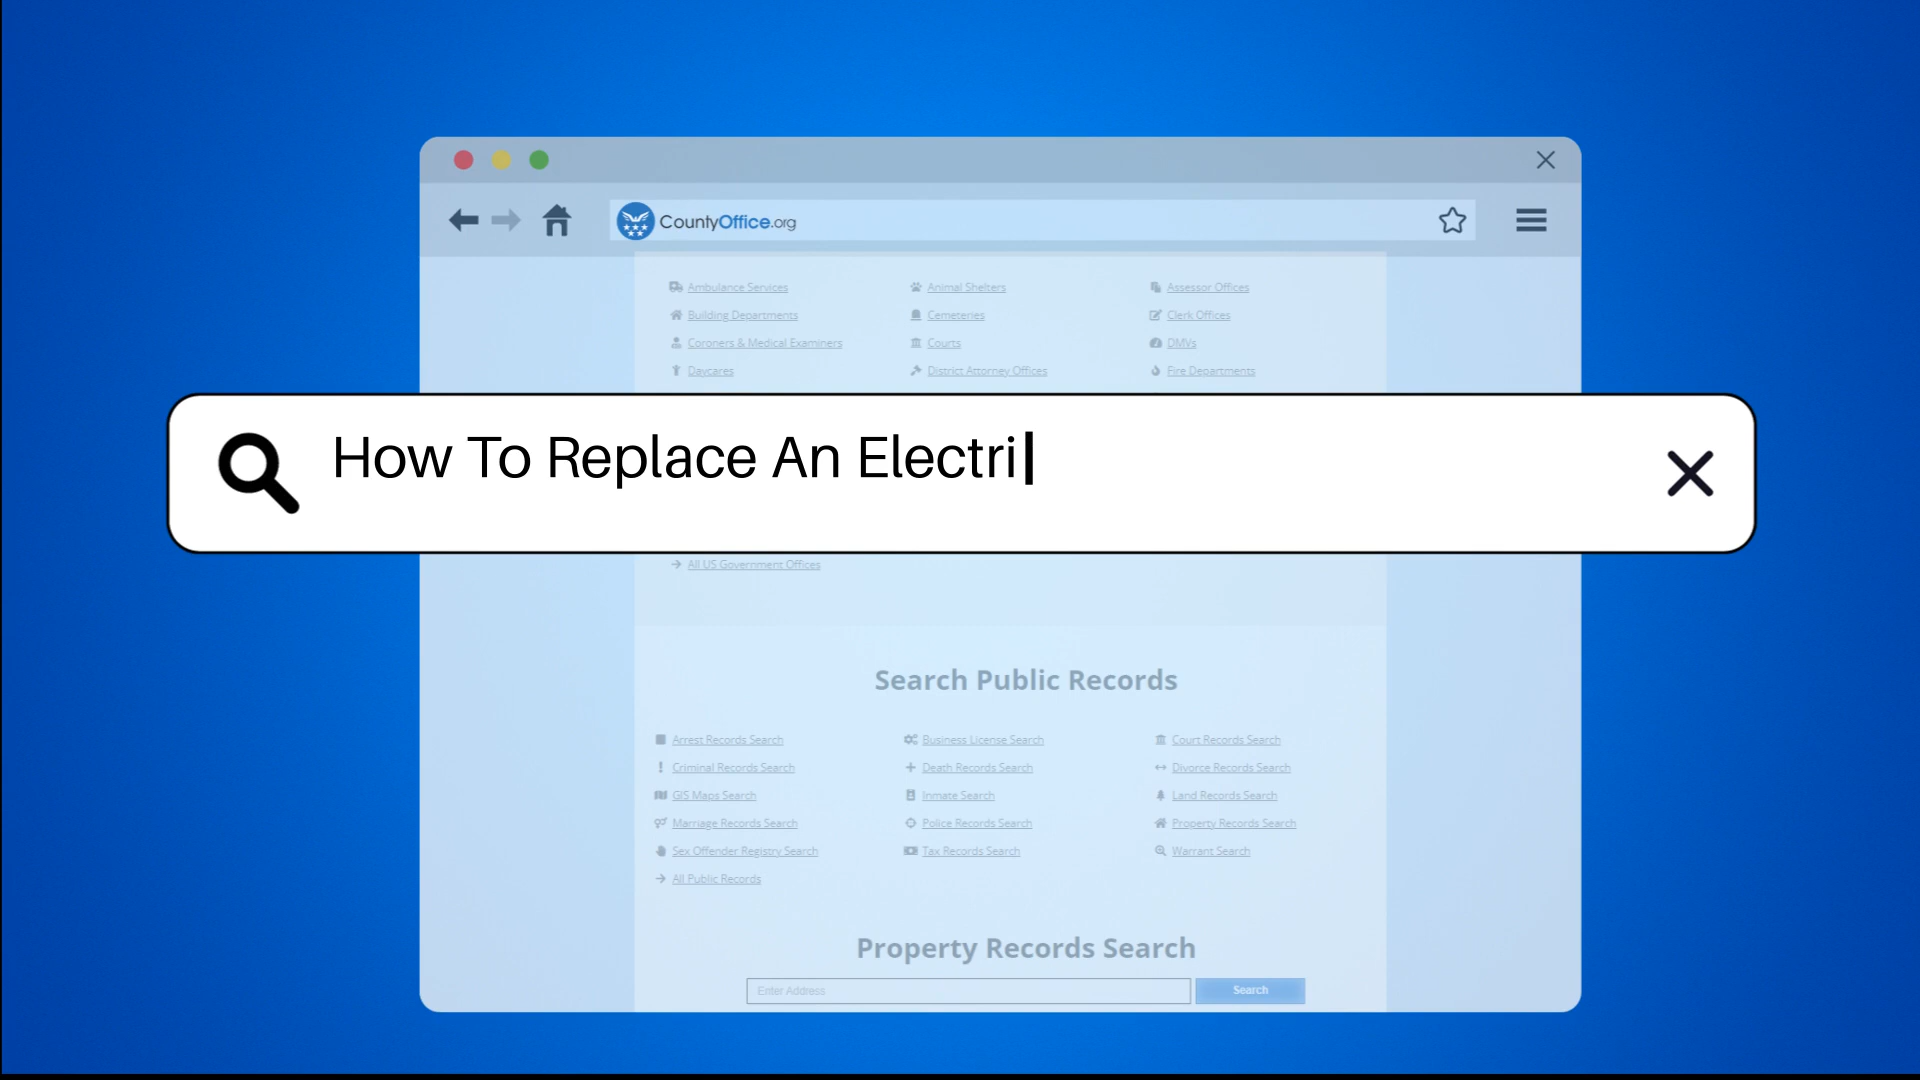 CountyOffice.org
Ambulance Services Animal Shelters Assessor Offices
Building Departments Cemeteries Clerk Offices
Coroners & Medical Examiners Courts DMVs
Daycares District Attorney Offices Fire Departments
How To Replace An Electri
All US Government Offices
Search Public Records
Arrest Records Search Business License Search Court Records Search
Criminal Records Search Death Records Search Divorce Records Search
GIS Maps Search Inmate Search Land Records Search
Marriage Records Search Police Records Search Property Records Search
Sex Offender Registry Search Tax Records Search Warrant Search
All Public Records
Property Records Search
Enter Address Search